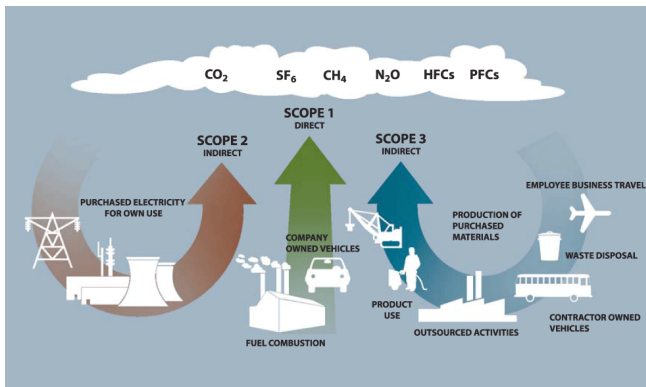 CO₂ SF₆ CH₄ N₂O HFCs PFCs
SCOPE 1
DIRECT
SCOPE 2
INDIRECT
SCOPE 3
INDIRECT
PURCHASED ELECTRICITY
FOR OWN USE
COMPANY
OWNED VEHICLES
FUEL COMBUSTION
PRODUCT
USE
PRODUCTION OF
PURCHASED
MATERIALS
OUTSOURCED ACTIVITIES
EMPLOYEE BUSINESS TRAVEL
WASTE DISPOSAL
CONTRACTOR OWNED
VEHICLES